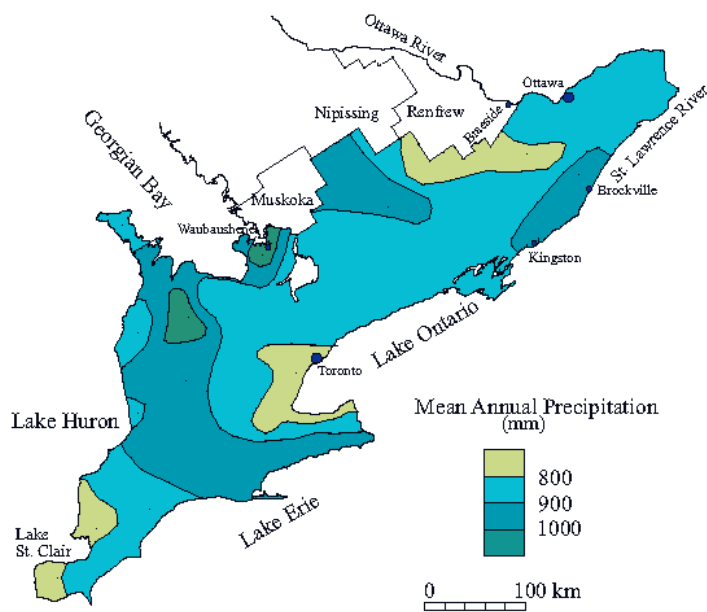 Ottawa River
Ottawa
Nipissing
Renfrew
Braeside
St. Lawrence River
Georgian Bay
Muskoka
Brockville
Waubaushene
Kingston
Lake Ontario
Toronto
Lake Huron
Mean Annual Precipitation
(mm)
800
900
1000
Lake Erie
Lake
St. Clair
0 100 km